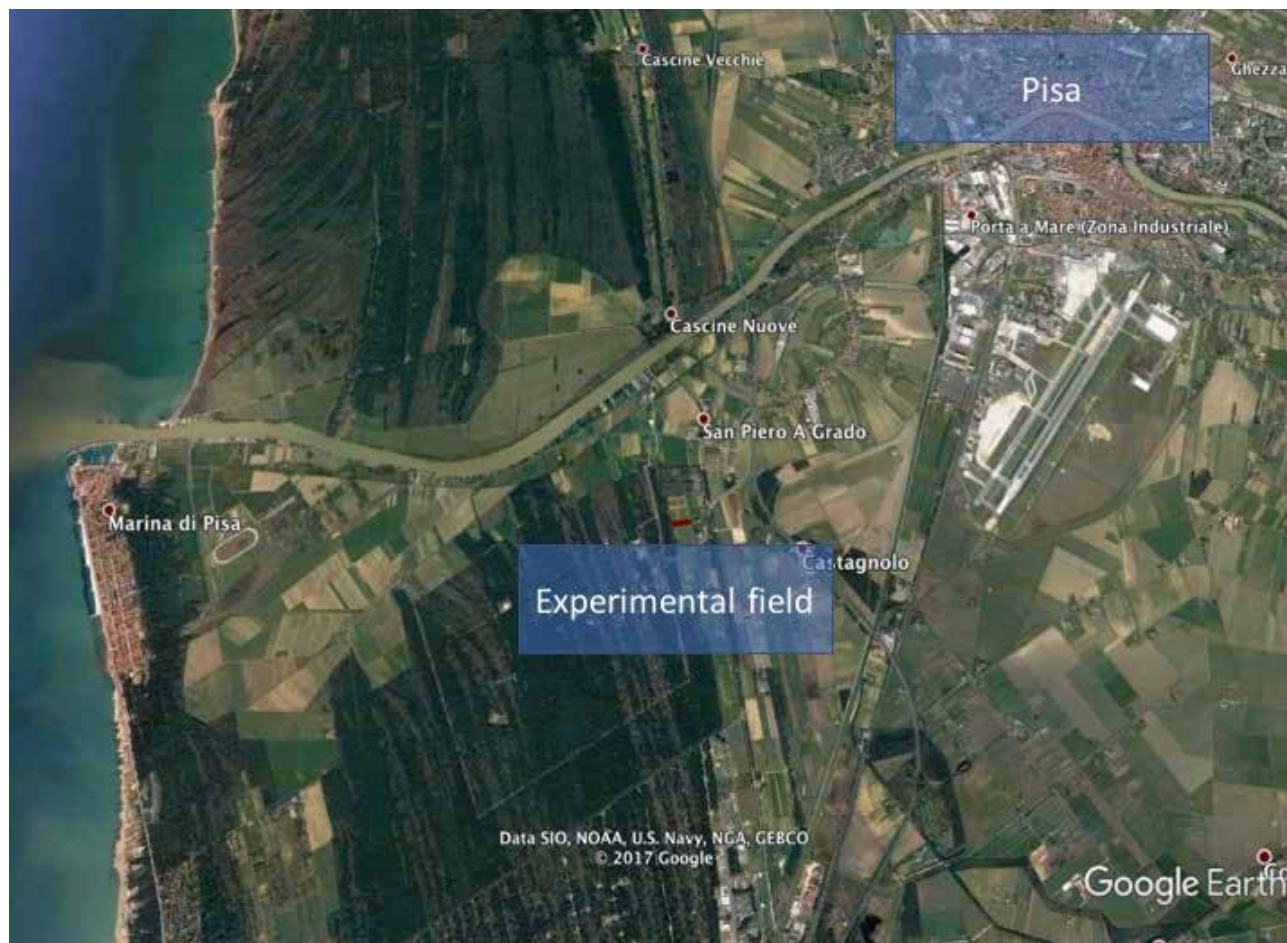 Cascine Vecchie
Pisa
Ghezza
Porta a Mare (Zona Industriale)
Cascine Nuove
San Piero A Grado
Marina di Pisa
Castagnolo
Experimental field
Data SIO, NOAA, U.S. Navy, NGA, GEBCO
© 2017 Google
Google Earth